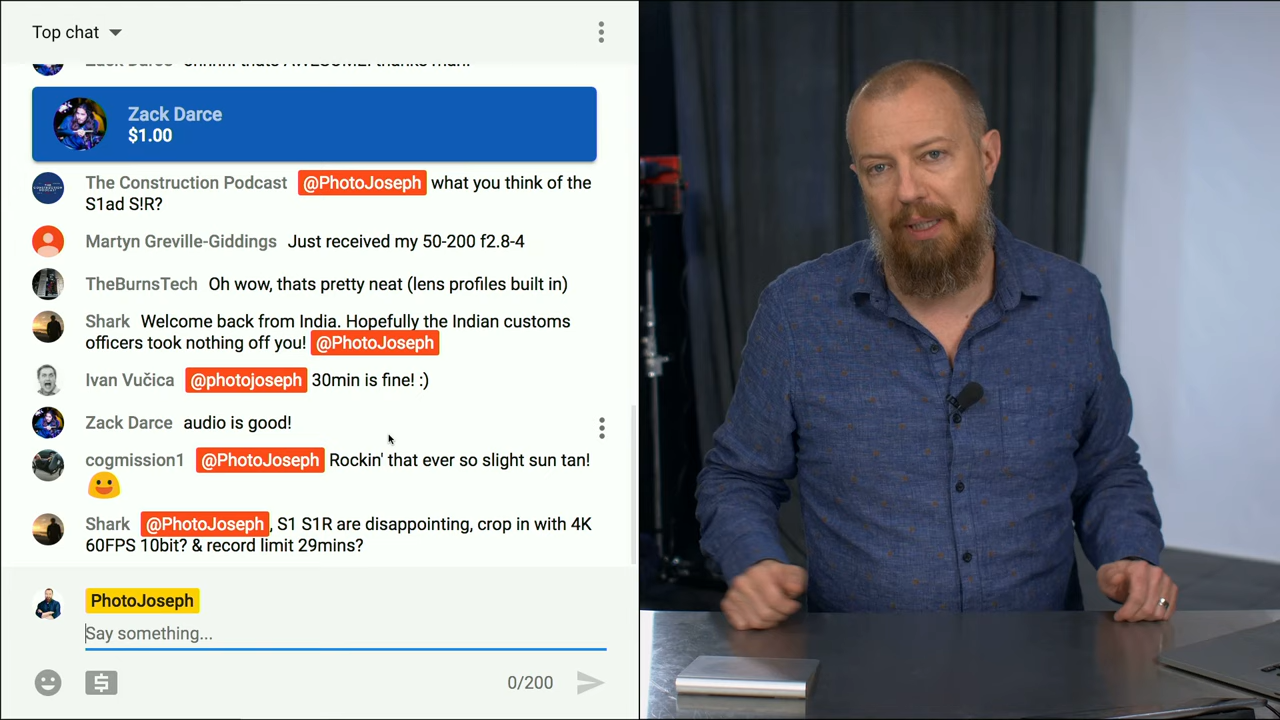 Top chat
Zack Darce
Zack Darce
$1.00
The Construction Podcast @PhotoJoseph what you think of the
S1ad S!R?
Martyn Greville-Giddings Just received my 50-200 f2.8-4
TheBurnsTech Oh wow, thats pretty neat (lens profiles built in)
Shark Welcome back from India. Hopefully the Indian customs
officers took nothing off you! @PhotoJoseph
Ivan Vučica @photojoseph 30min is fine! :)
Zack Darce audio is good!
cogmission1 @PhotoJoseph Rockin' that ever so slight sun tan!
Shark @PhotoJoseph, S1 S1R are disappointing, crop in with 4K
60FPS 10bit? & record limit 29mins?
PhotoJoseph
Say something...
0/200